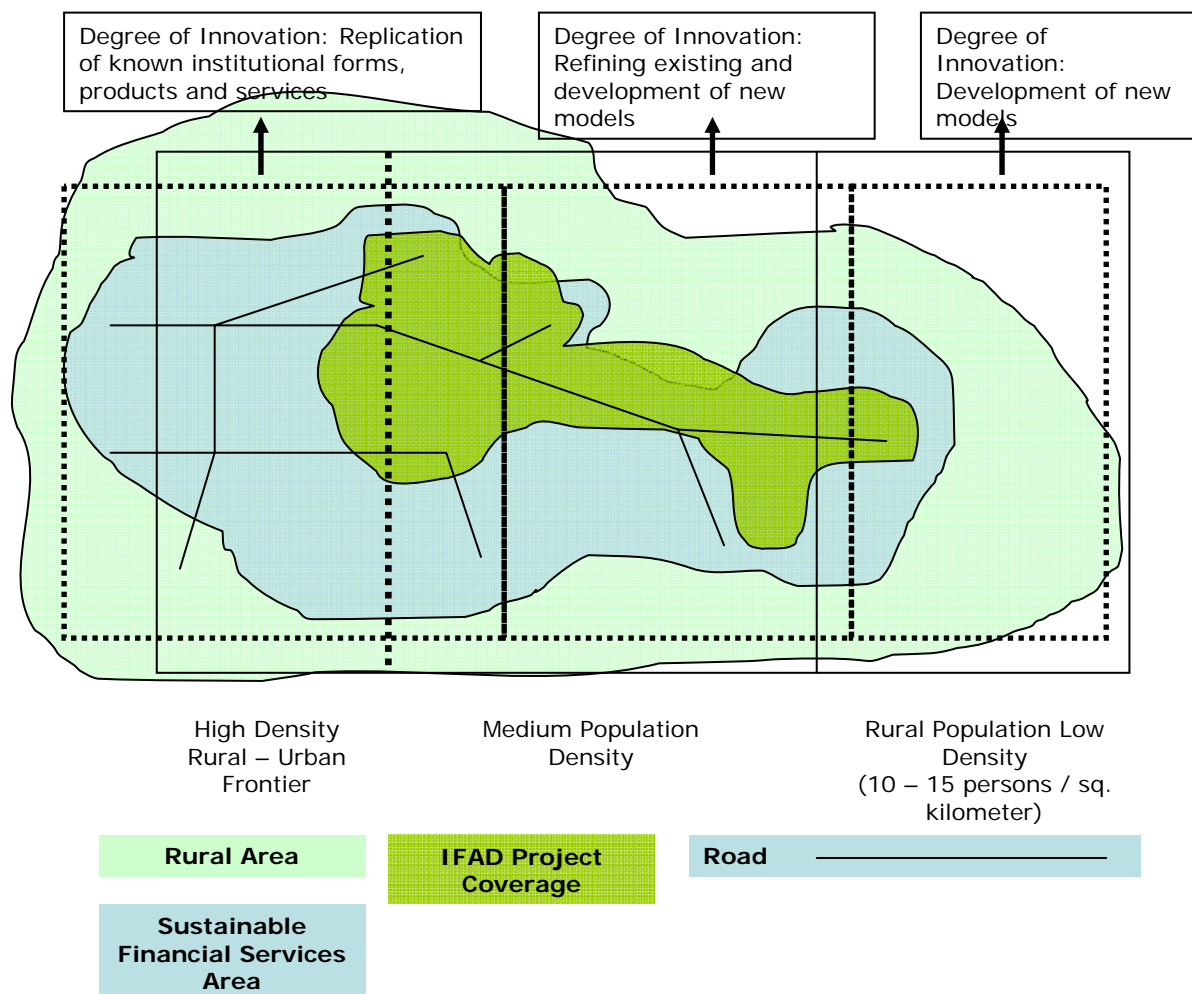 Degree of Innovation: Replication
of known institutional forms,
products and services
Degree of Innovation:
Refining existing and
development of new
models
Degree of
Innovation:
Development of new
models
High Density
Rural – Urban
Frontier
Medium Population
Density
Rural Population Low
Density
(10 – 15 persons / sq.
kilometer)
Rural Area
IFAD Project
Coverage
Road
Sustainable
Financial Services
Area